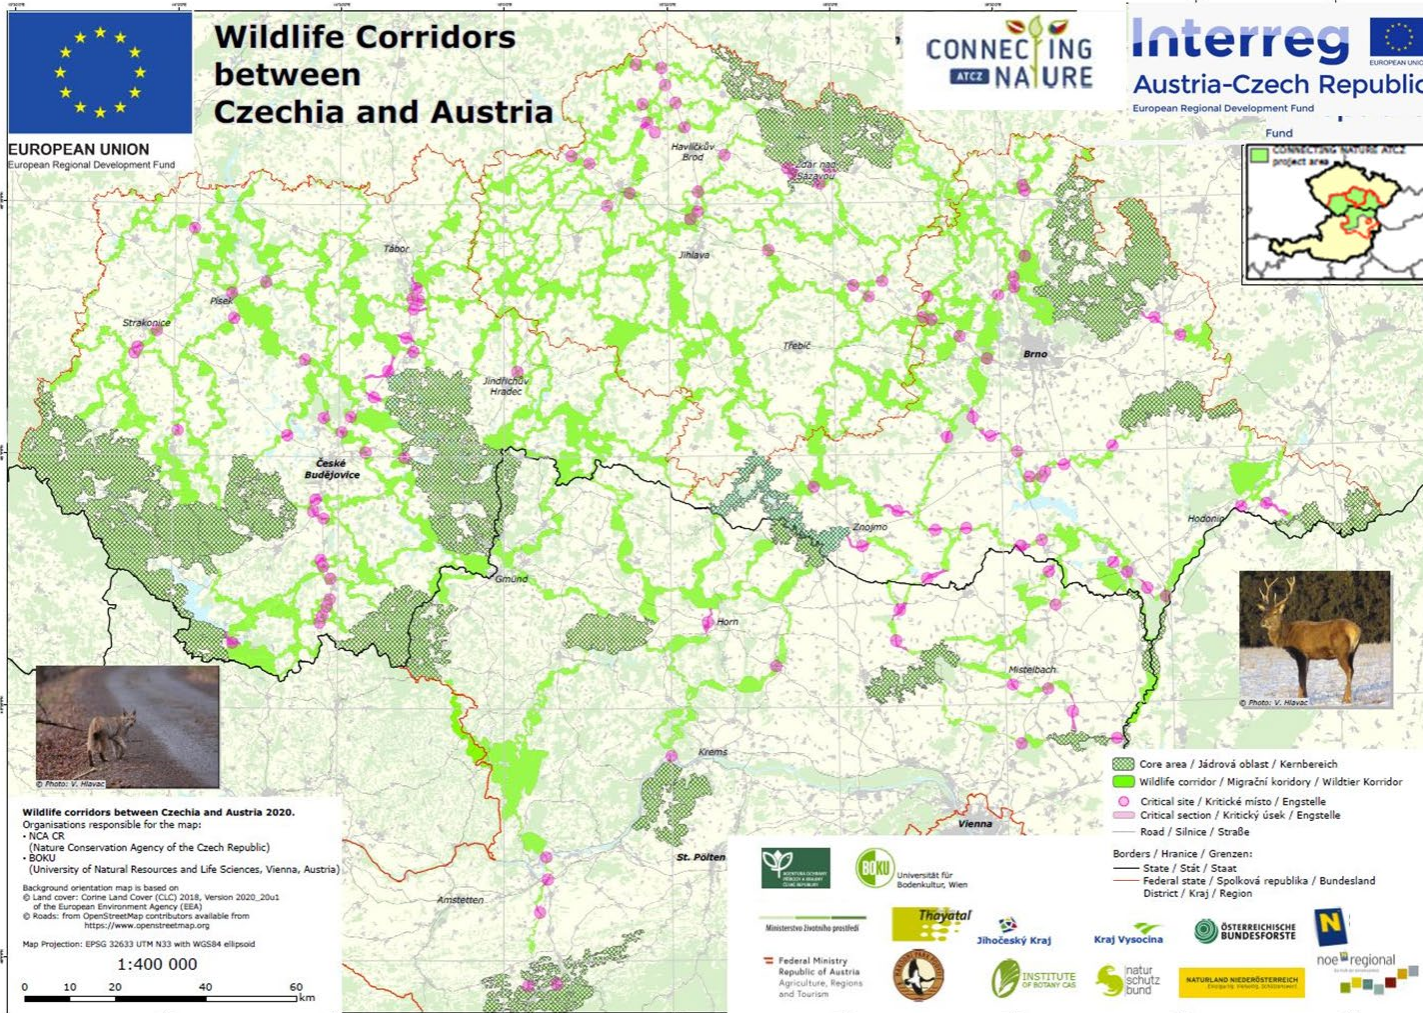 Wildlife Corridors
between
Czechia and Austria
EUROPEAN UNION
European Regional Development Fund
CONNECTING
ATCZ NATURE
Interreg
EUROPEAN UNION
Austria-Czech Republic
European Regional Development Fund
Fund
CONNECTING NATURE ATCZ
project area
Havlíčkův
Brod
Žďár nad
Sázavou
Tábor
Jihlava
Písek
Strakonice
Třebíč
Brno
Jindřichův
Hradec
České
Budějovice
Znojmo
Hodonín
Gmünd
Horn
Mistelbach
Krems
Vienna
St. Pölten
Amstetten
© Photo: V. Hlavac
© Photo: V. Hlavac
Wildlife corridors between Czechia and Austria 2020.
Organisations responsible for the map:
• NCA CR
(Nature Conservation Agency of the Czech Republic)
• BOKU
(University of Natural Resources and Life Sciences, Vienna, Austria)
Background orientation map is based on
© Land cover: Corine Land Cover (CLC) 2018, Version 2020_20u1
of the European Environment Agency (EEA)
© Roads: from OpenStreetMap contributors available from
https://www.openstreetmap.org
Map Projection: EPSG 32633 UTM N33 with WGS84 ellipsoid
1:400 000
0 10 20 40 60
km
Core area / Jádrová oblast / Kernbereich
Wildlife corridor / Migrační koridory / Wildtier Korridor
Critical site / Kritické místo / Engstelle
Critical section / Kritický úsek / Engstelle
Road / Silnice / Straße
Borders / Hranice / Grenzen:
State / Stát / Staat
Federal state / Spolková republika / Bundesland
District / Kraj / Region
AGENTURA OCHRANY
PŘÍRODY A KRAJINY
ČESKÉ REPUBLIKY
BOKU
Universität für
Bodenkultur, Wien
Ministerstvo životního prostředí
Thayatal
Jihočeský Kraj
Kraj Vysocina
ÖSTERREICHISCHE
BUNDESFORSTE
N
Federal Ministry
Republic of Austria
Agriculture, Regions
and Tourism
INSTITUTE
OF BOTANY CAS
natur
schutz
bund
NATURLAND NIEDERÖSTERREICH
noe regional